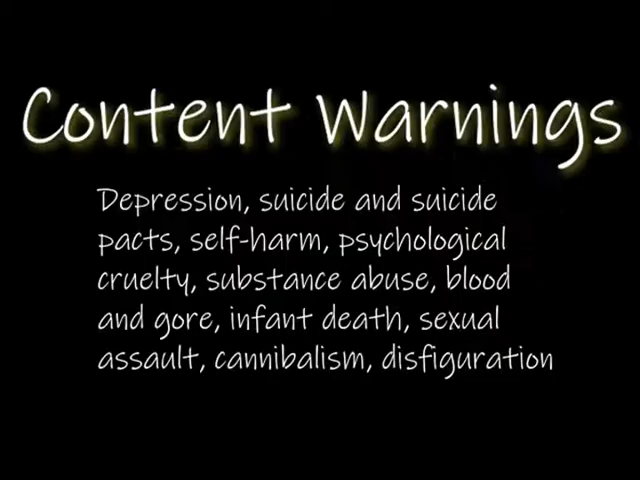 Content Warnings
Depression, suicide and suicide
pacts, self-harm, psychological
cruelty, substance abuse, blood
and gore, infant death, sexual
assault, cannibalism, disfiguration